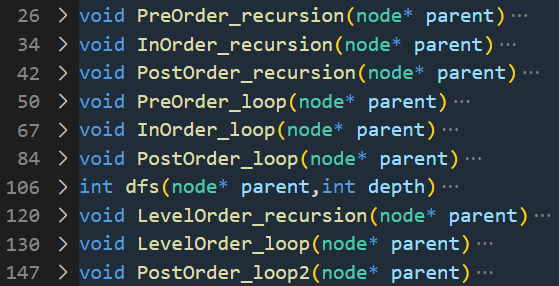 26 > void PreOrder_recursion(node* parent)···
34 > void InOrder_recursion(node* parent)···
42 > void PostOrder_recursion(node* parent)···
50 > void PreOrder_loop(node* parent)···
67 > void InOrder_loop(node* parent)···
84 > void PostOrder_loop(node* parent)···
106 > int dfs(node* parent,int depth)···
120 > void LevelOrder_recursion(node* parent)···
130 > void LevelOrder_loop(node* parent)···
147 > void PostOrder_loop2(node* parent)···